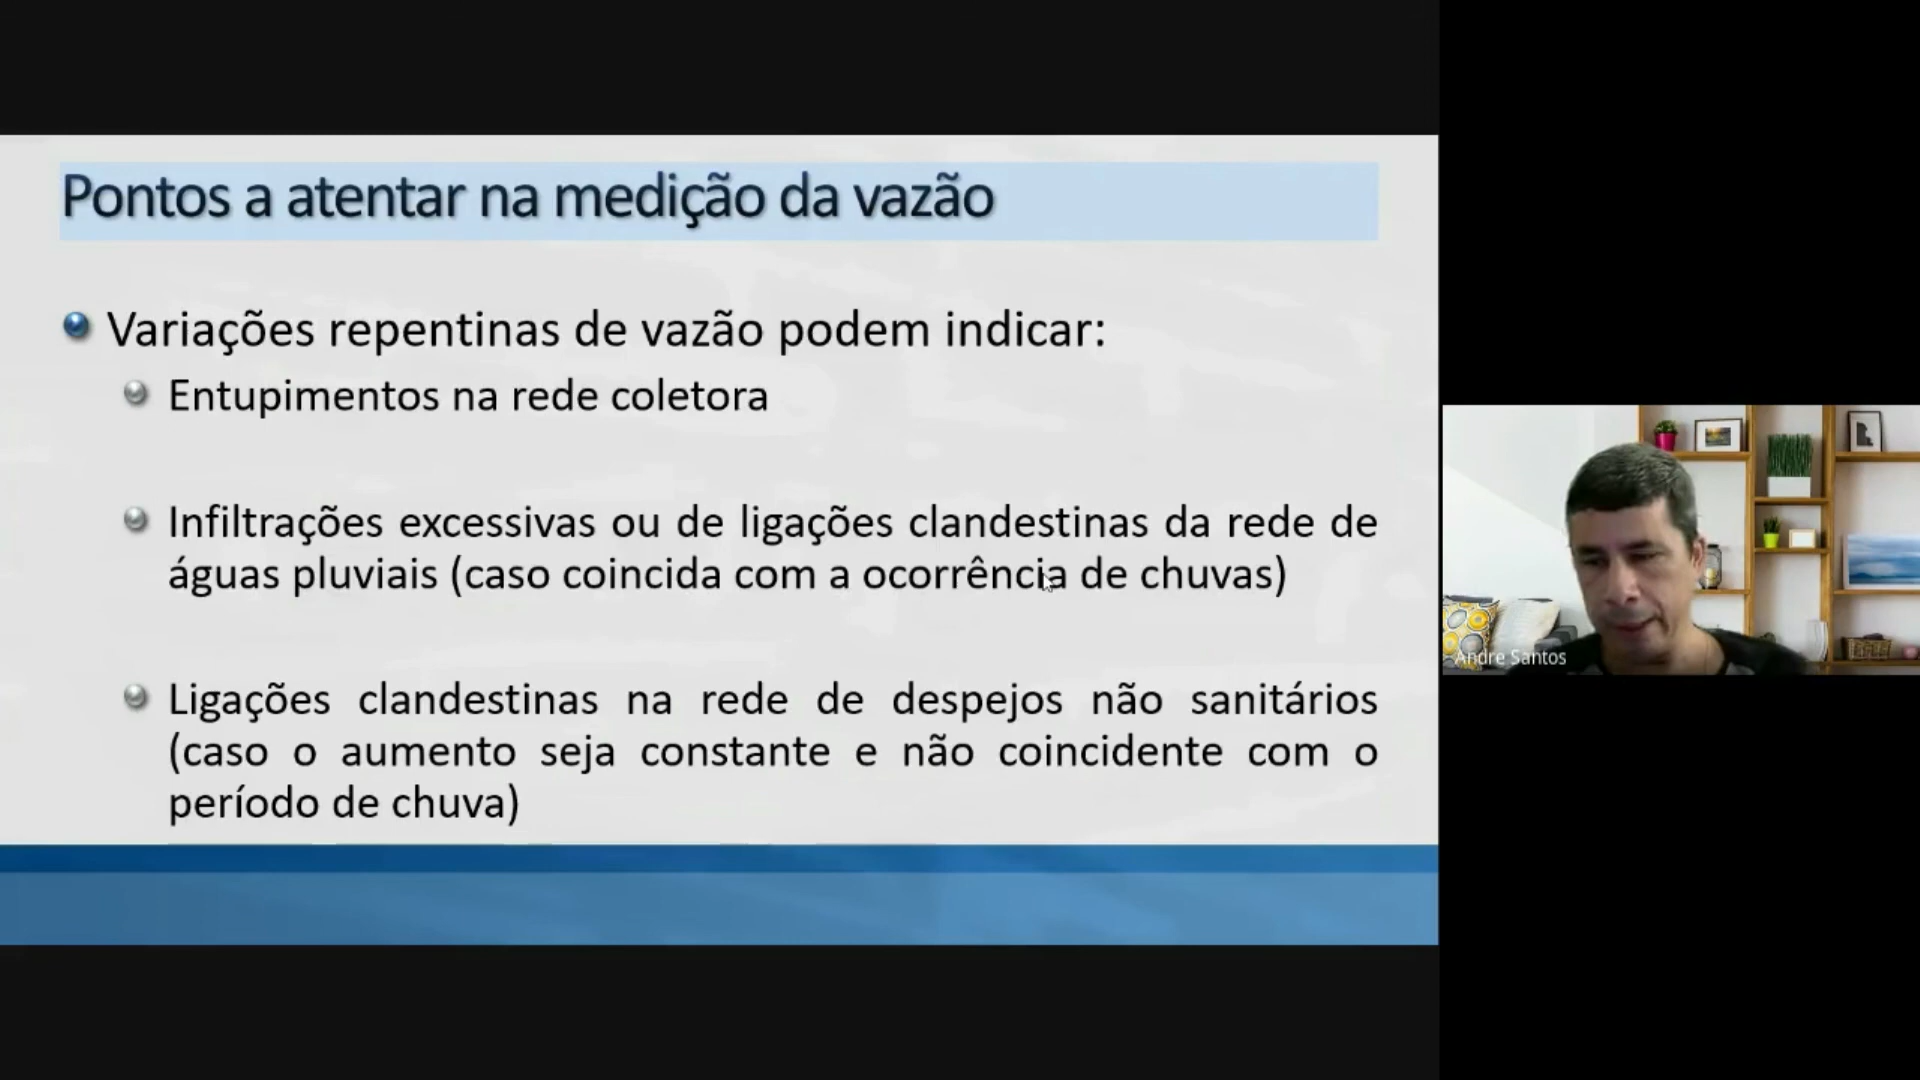 Pontos a atentar na medição da vazão
Variações repentinas de vazão podem indicar:
Entupimentos na rede coletora
Infiltrações excessivas ou de ligações clandestinas da rede de
águas pluviais (caso coincida com a ocorrência de chuvas)
Ligações clandestinas na rede de despejos não sanitários
(caso o aumento seja constante e não coincidente com o
período de chuva)
Andre Santos